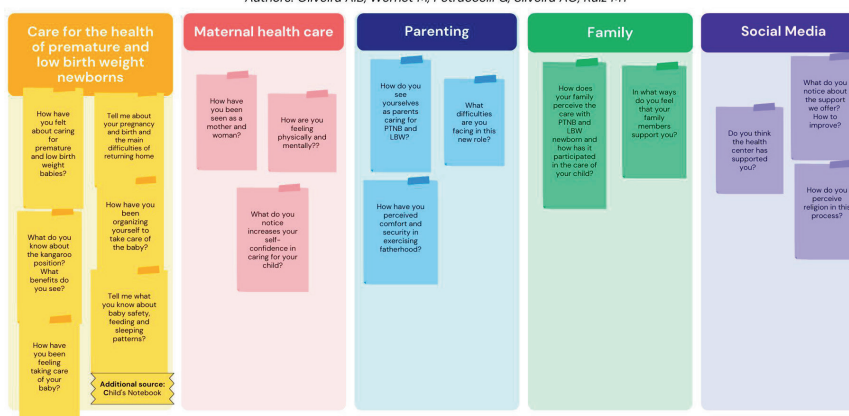 Care for the health
of premature and
low birth weight
newborns
How have
you felt
about caring
for
premature
and low birth
weight
babies?
Tell me about
your pregnancy
and birth and
the main
difficulties of
returning home
How have you
been
organizing
yourself to
take care of
the baby?
What do you
know about
the kangaroo
position?
What
benefits do
you see?
Tell me what
you know about
baby safety,
feeding and
sleeping
patterns?
How have
you been
feeling
taking care
of your
baby?
Additional source:
Child's Notebook
Maternal health care
How have
you been
seen as a
mother and
woman?
How are you
feeling
physically and
mentally??
What do you
notice
increases your
self-
confidence in
caring for your
child?
Parenting
How do you
see
yourselves
as parents
caring for
PTNB and
LBW?
What
difficulties
are you
facing in this
new role?
How have you
perceived
comfort and
security in
exercising
fatherhood?
Family
How does
your family
perceive the
care with
PTNB and
LBW
newborn and
how has it
participated
in the care of
your child?
In what ways
do you feel
that your
family
members
support you?
Social Media
What do you
notice about
the support
we offer?
How to
improve?
Do you think
the health
center has
supported
you?
How do you
perceive
religion in this
process?